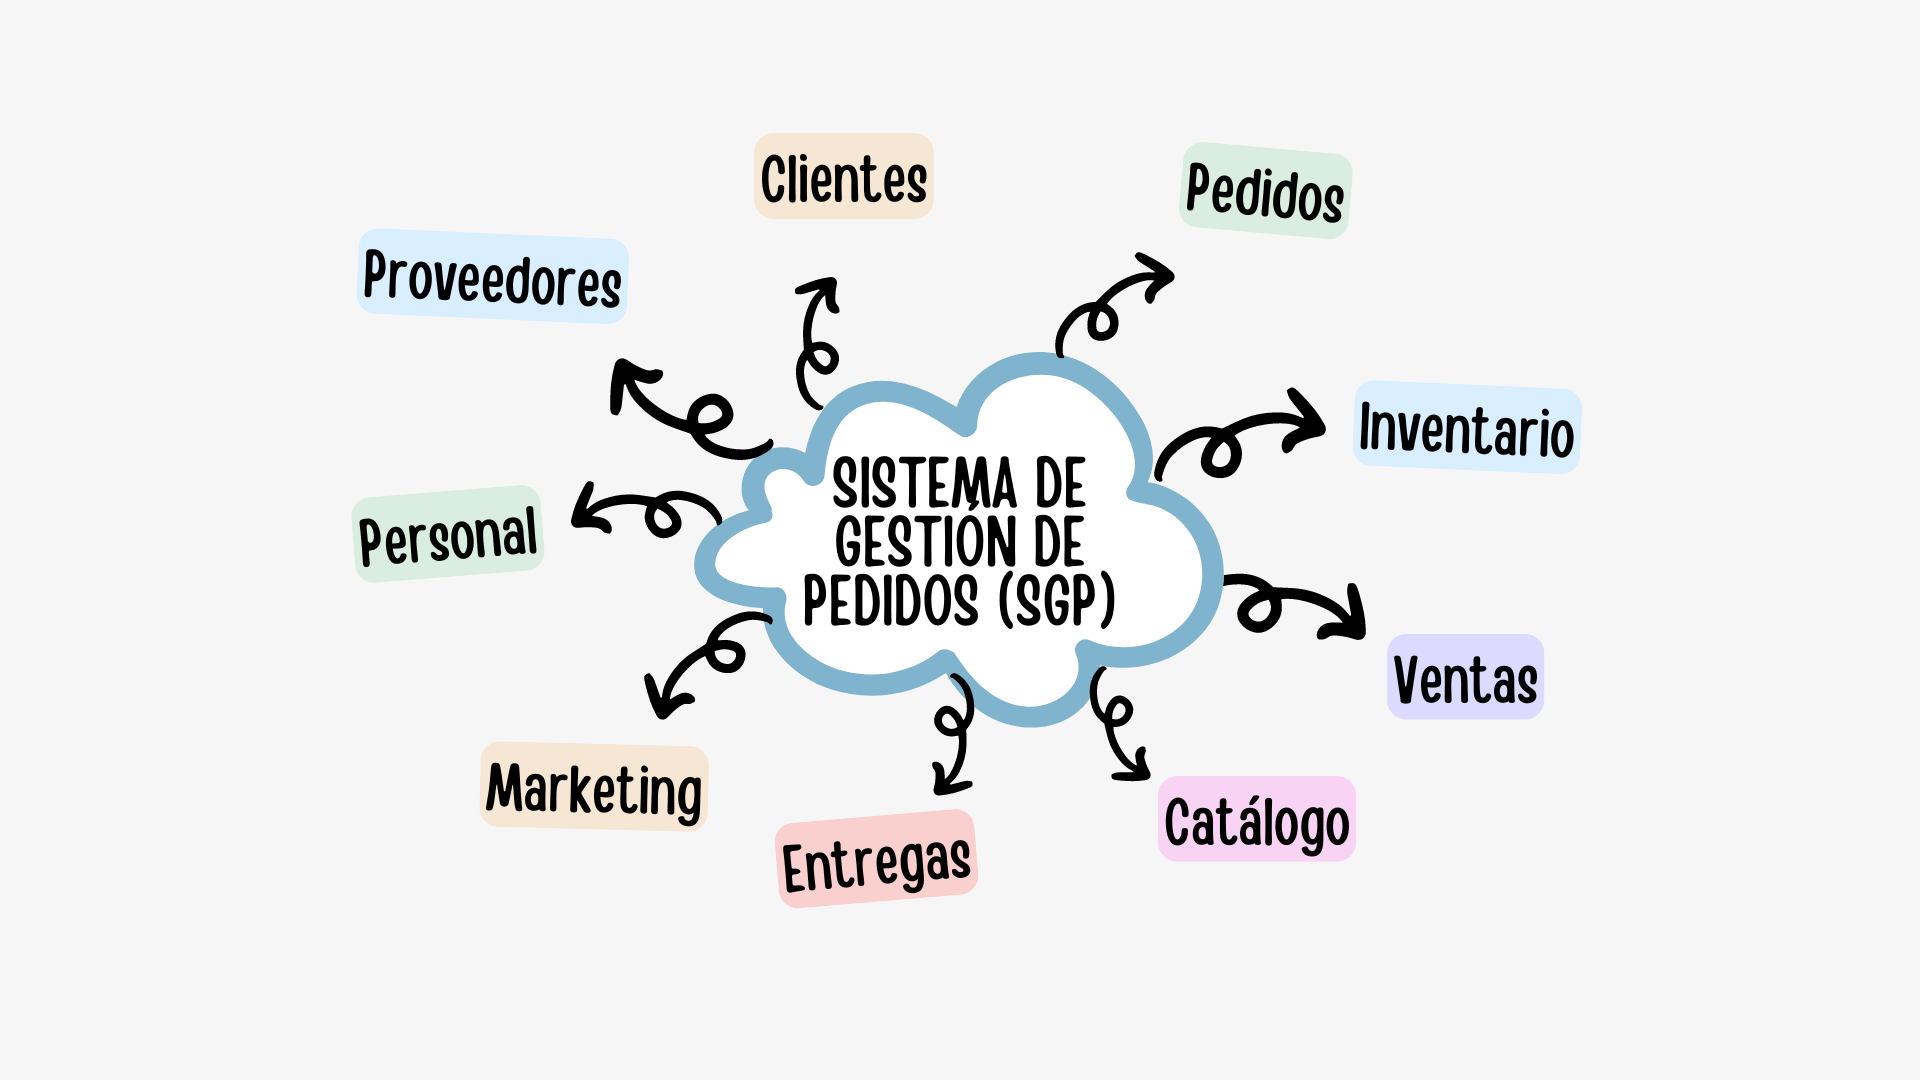 Clientes
Pedidos
Proveedores
Inventario
SISTEMA DE
GESTIÓN DE
PEDIDOS (SGP)
Personal
Ventas
Marketing
Catálogo
Entregas